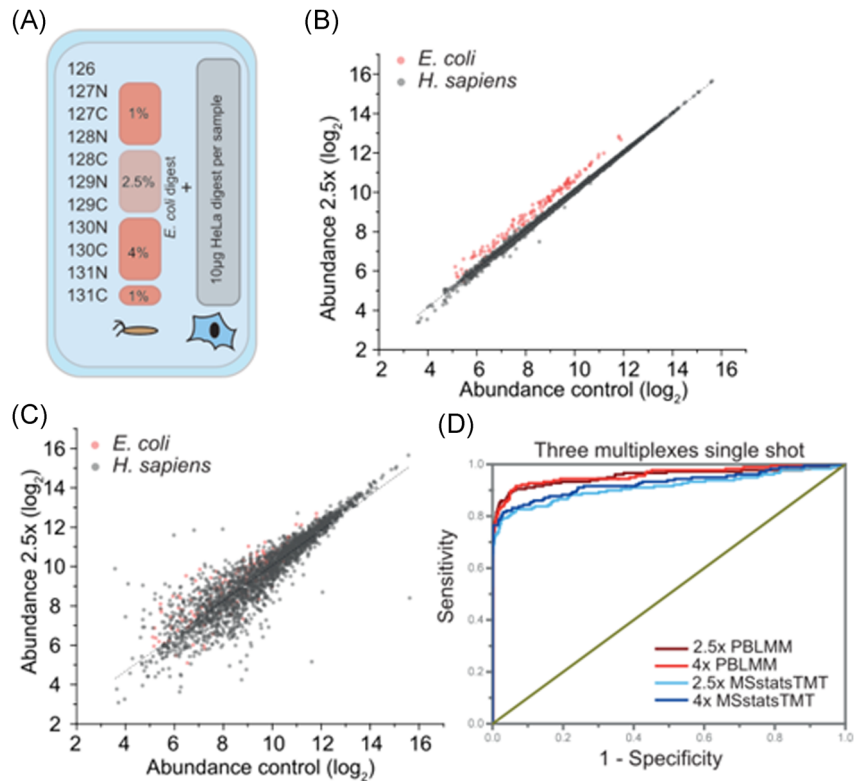 (A)
126
127N
127C
128N
128C
129N
129C
130N
130C
131N
131C
1%
2.5%
4%
1%
E. coli digest
+
10µg HeLa digest per sample
(B)
E. coli
H. sapiens
Abundance 2.5x (log2)
16
14
12
10
8
6
4
2
2 4 6 8 10 12 14 16
Abundance control (log2)
(C)
E. coli
H. sapiens
Abundance 2.5x (log2)
16
14
12
10
8
6
4
2
2 4 6 8 10 12 14 16
Abundance control (log2)
(D)
Three multiplexes single shot
Sensitivity
1.0
0.8
0.6
0.4
0.2
0.0
0.0 0.2 0.4 0.6 0.8 1.0
1 - Specificity
2.5x PBLMM
4x PBLMM
2.5x MSstatsTMT
4x MSstatsTMT